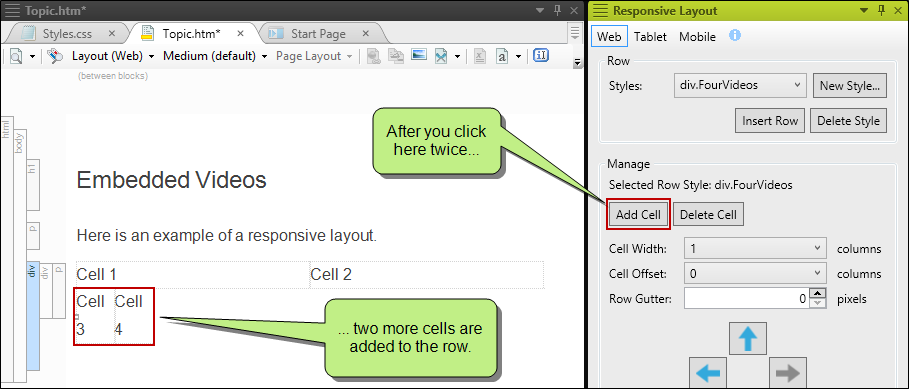 Topic.htm*
Styles.css
Topic.htm*
Start Page
Layout (Web)
Medium (default)
Page Layout
(between blocks)
html
body
h1
p
div
div
p
Embedded Videos
Here is an example of a responsive layout.
Cell 1
Cell 2
Cell
3
Cell
4
After you click
here twice...
... two more cells are
added to the row.
Responsive Layout
Web
Tablet
Mobile
Row
Styles:
div.FourVideos
New Style...
Insert Row
Delete Style
Manage
Selected Row Style: div.FourVideos
Add Cell
Delete Cell
Cell Width:
1
columns
Cell Offset:
0
columns
Row Gutter:
0
pixels